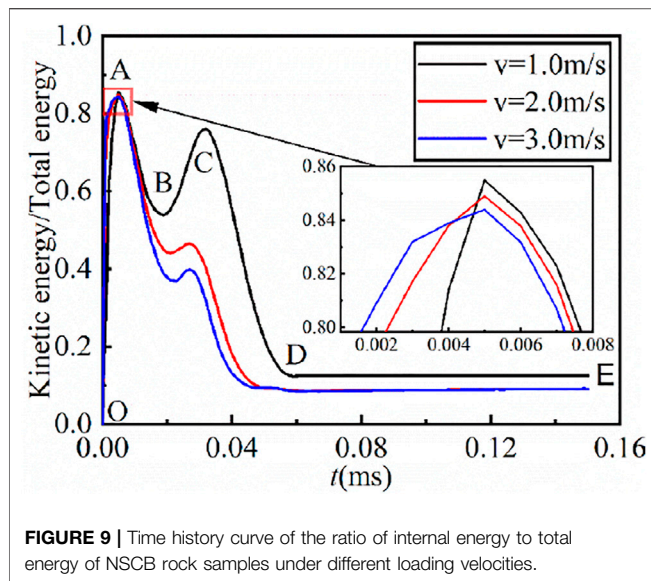 1.0
A
v=1.0m/s
v=2.0m/s
v=3.0m/s
0.8
B
C
0.6
0.86
0.84
0.82
0.80
0.002 0.004 0.006 0.008
0.4
0.2
D
E
0.0
O
0.00 0.04 0.08 0.12 0.16
t(ms)
Kinetic energy/Total energy
FIGURE 9 | Time history curve of the ratio of internal energy to total
energy of NSCB rock samples under different loading velocities.